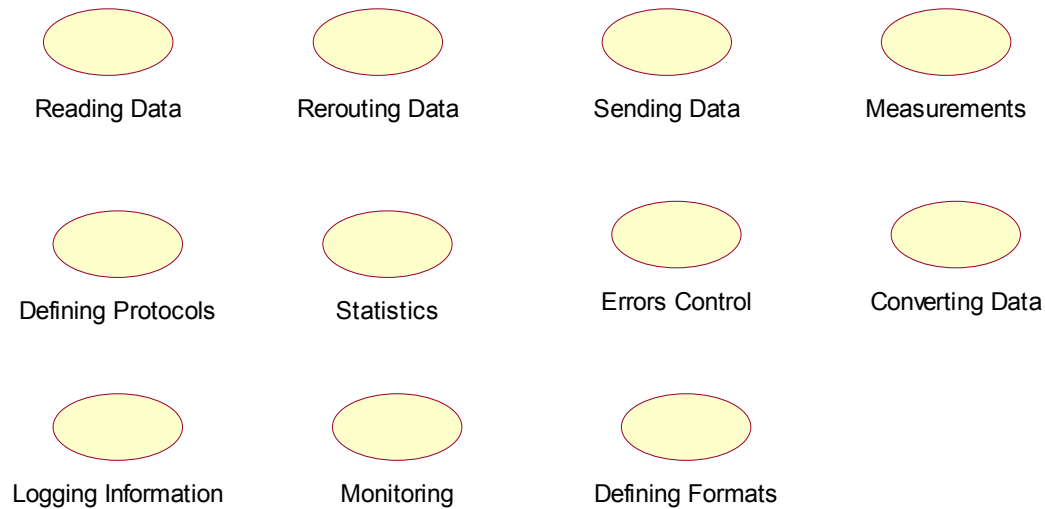 Reading Data
Rerouting Data
Sending Data
Measurements
Defining Protocols
Statistics
Errors Control
Converting Data
Logging Information
Monitoring
Defining Formats